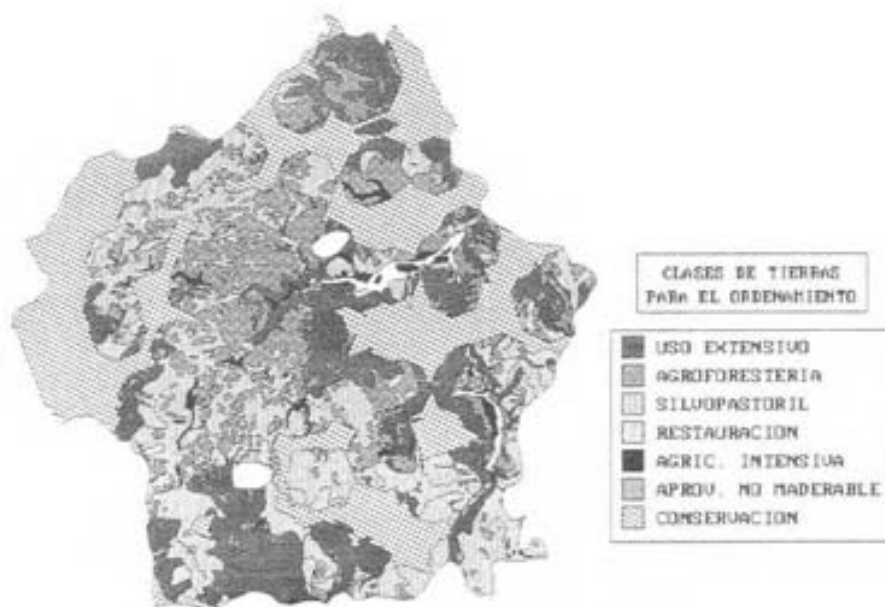 CLASES DE TIERRAS
PARA EL ORDENAMIENTO
USO EXTENSIVO
AGROFORESTERIA
SILVOPASTORIL
RESTAURACION
AGRIC. INTENSIVA
APROV. NO MADERABLE
CONSERVACION